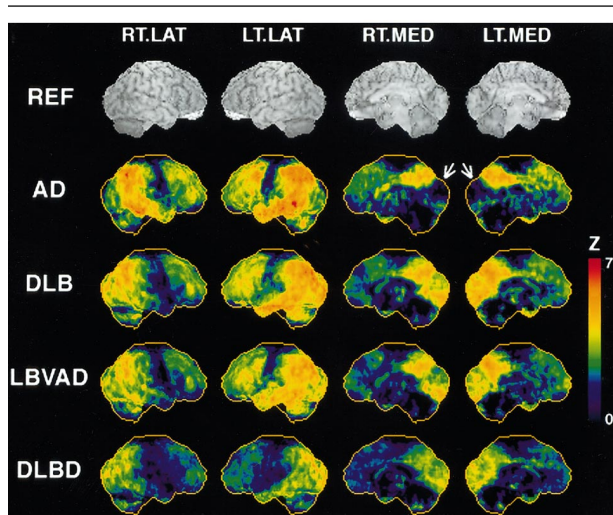 RT.LAT LT.LAT RT.MED LT.MED
REF
AD
DLB
LBVAD
DLBD
Z
7
0